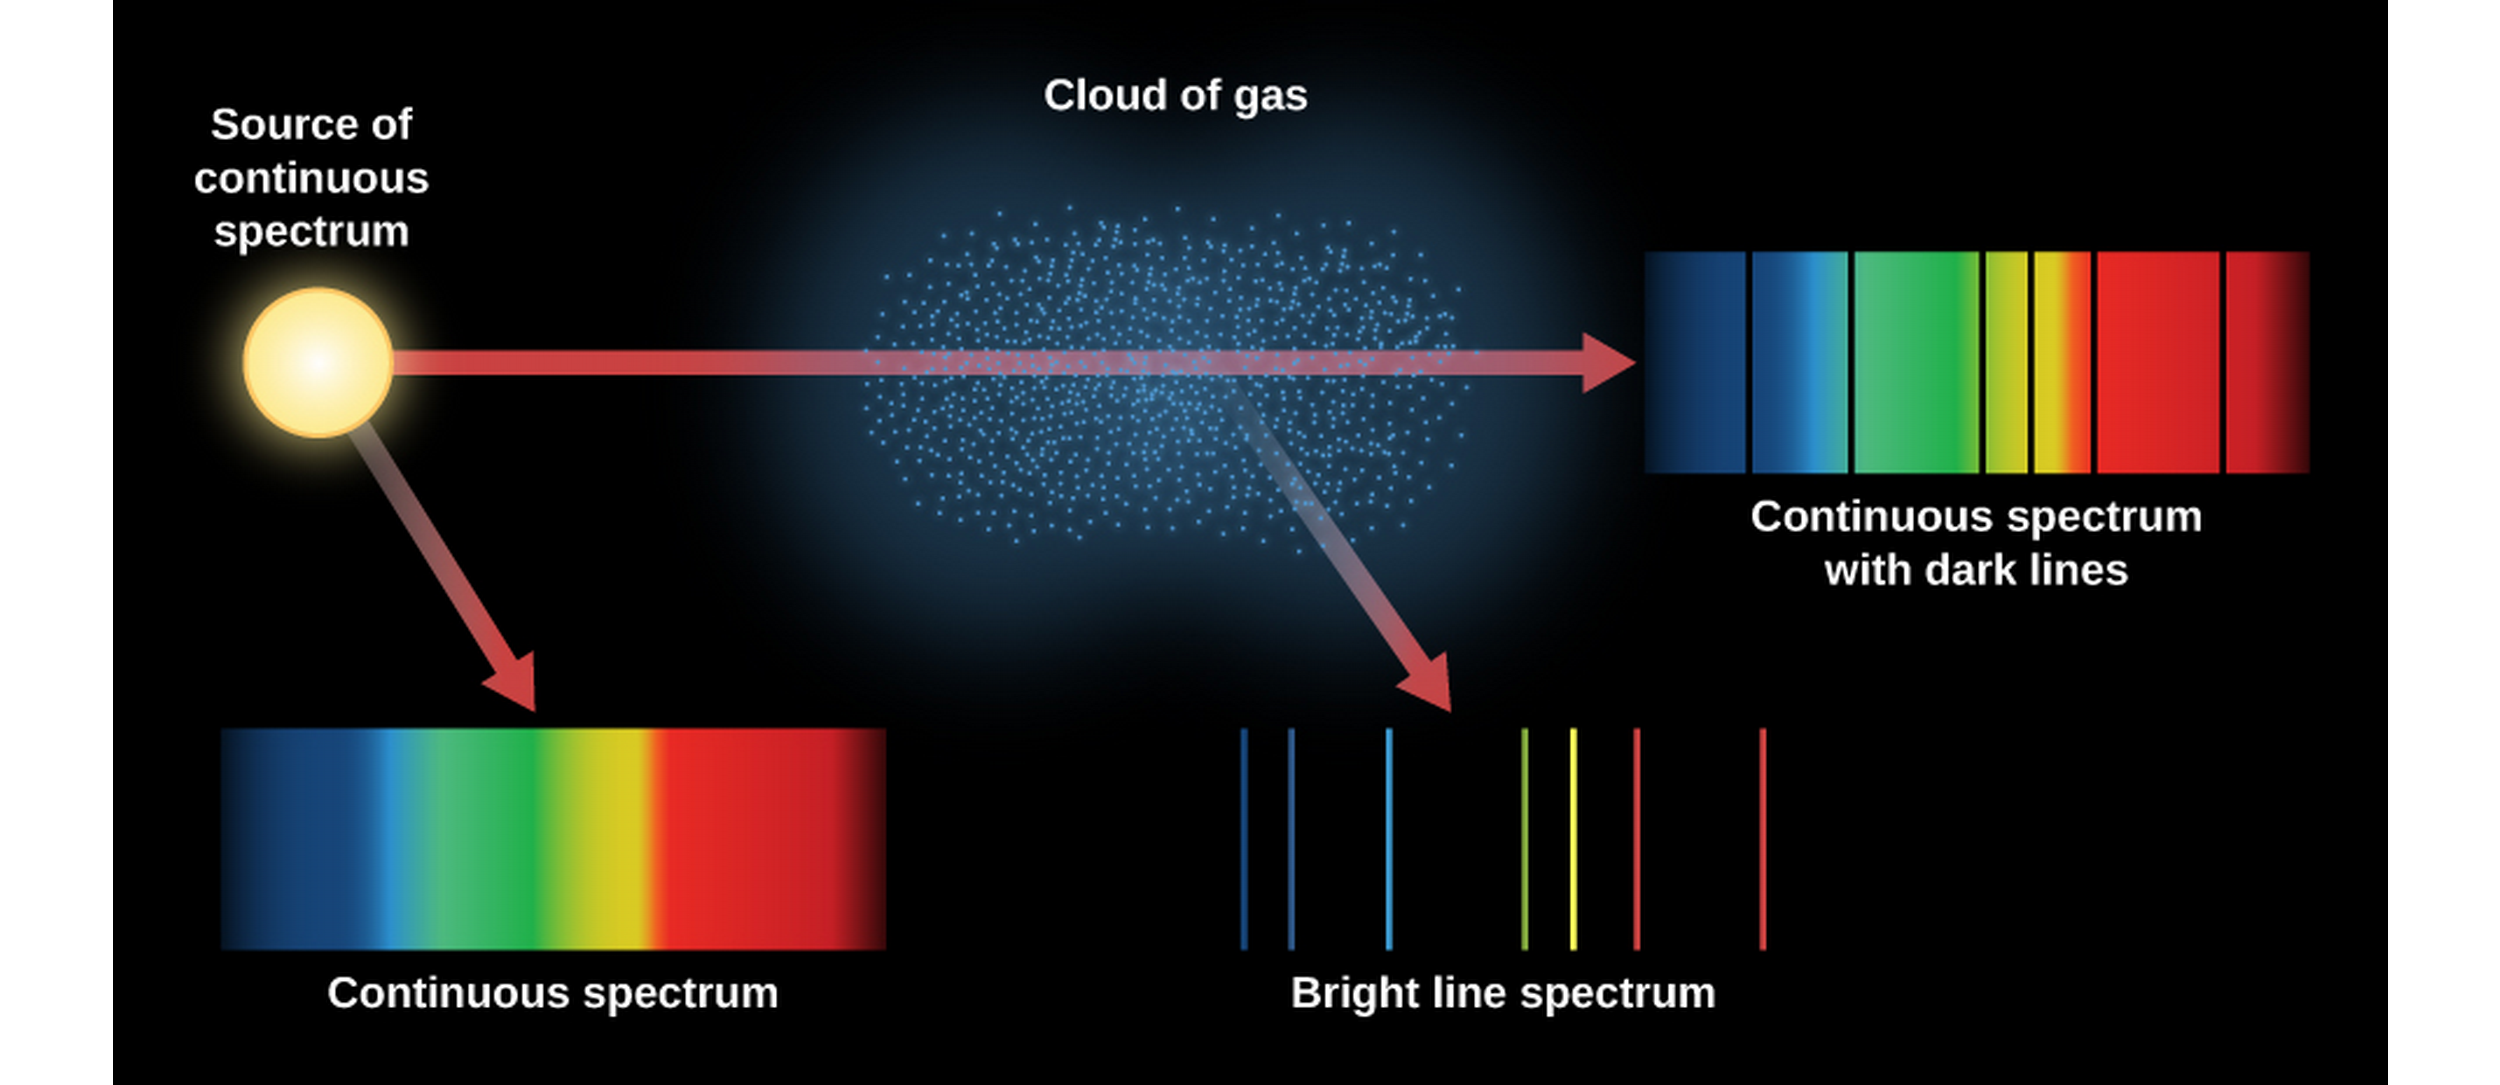 Cloud of gas
Source of
continuous
spectrum
Continuous spectrum
with dark lines
Continuous spectrum
Bright line spectrum